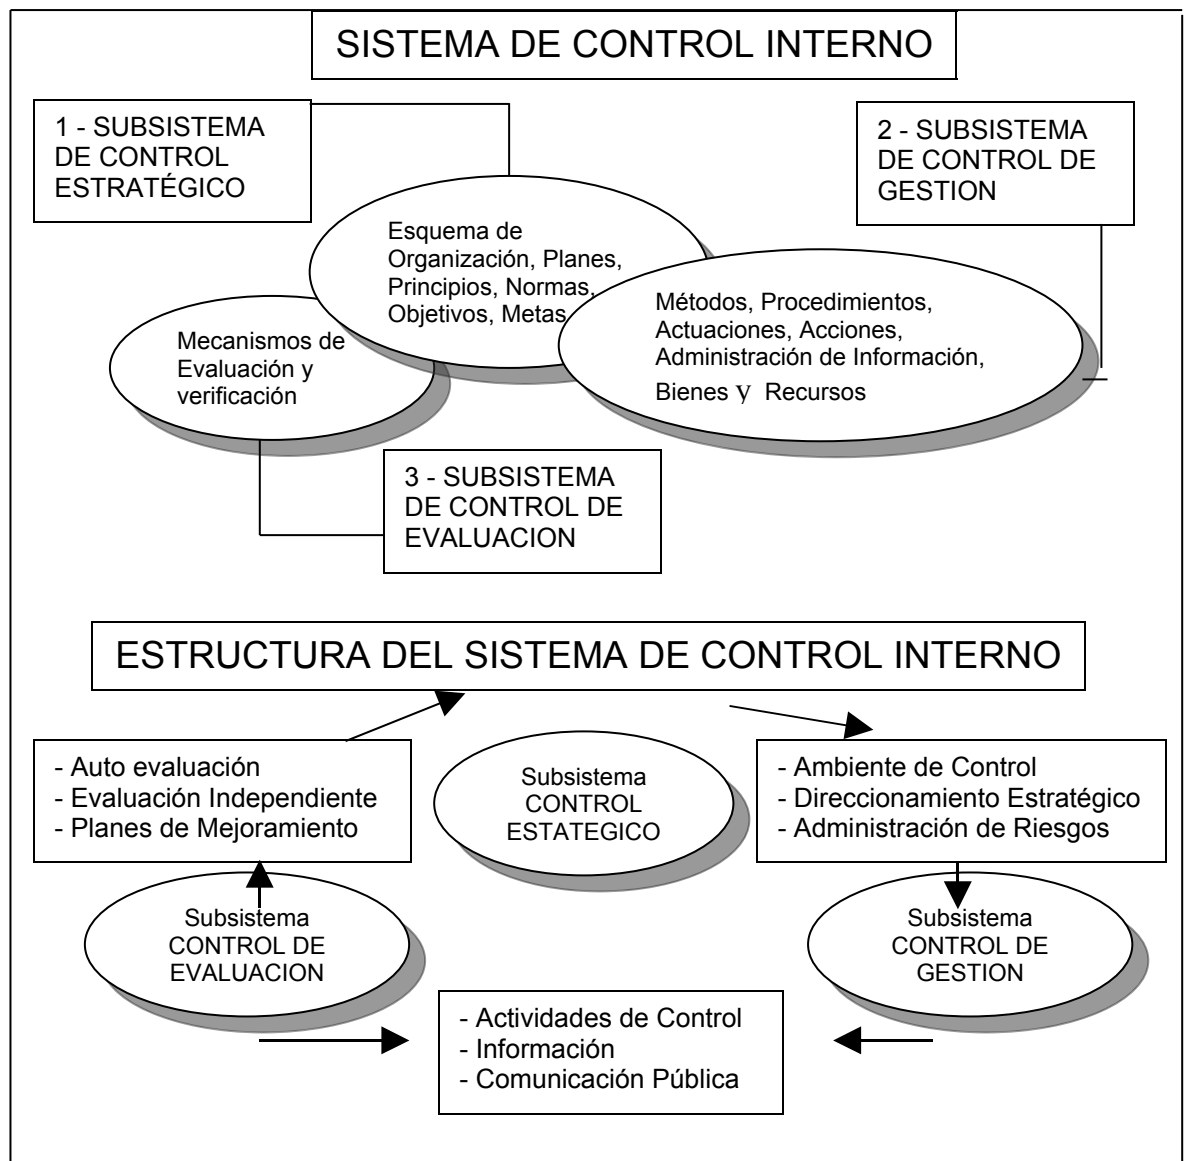 SISTEMA DE CONTROL INTERNO
1 - SUBSISTEMA
DE CONTROL
ESTRATÉGICO
2 - SUBSISTEMA
DE CONTROL DE
GESTION
Esquema de
Organización, Planes,
Principios, Normas,
Objetivos, Metas
Métodos, Procedimientos,
Actuaciones, Acciones,
Administración de Información,
Bienes y Recursos
Mecanismos de
Evaluación y
verificación
3 - SUBSISTEMA
DE CONTROL DE
EVALUACION
ESTRUCTURA DEL SISTEMA DE CONTROL INTERNO
- Auto evaluación
- Evaluación Independiente
- Planes de Mejoramiento
Subsistema
CONTROL
ESTATEGICO
- Ambiente de Control
- Direccionamiento Estratégico
- Administración de Riesgos
Subsistema
CONTROL DE
EVALUACION
Subsistema
CONTROL DE
GESTION
- Actividades de Control
- Información
- Comunicación Pública